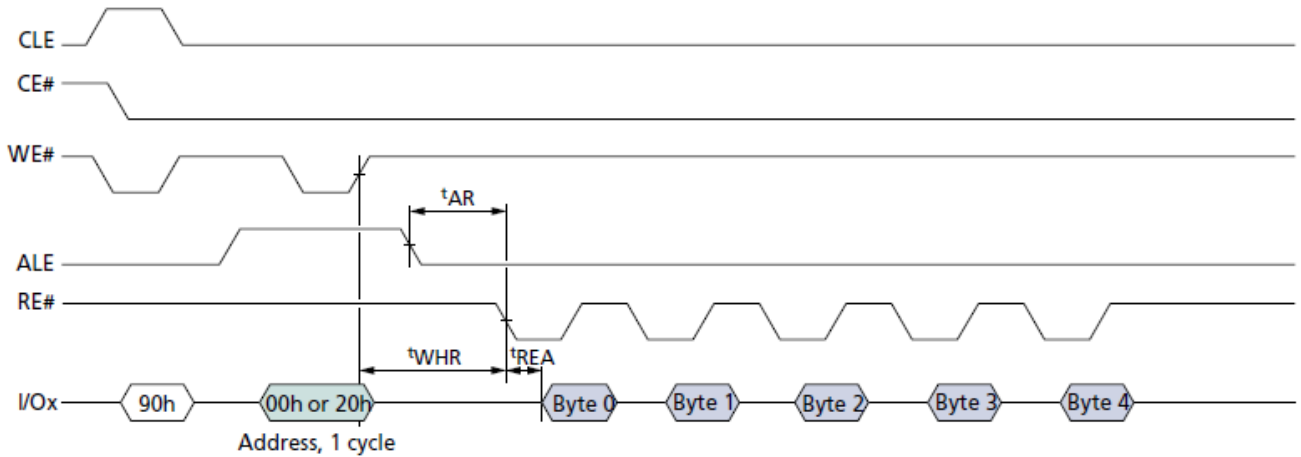 CLE
CE#
WE#
tAR
ALE
RE#
tWHR tREA
I/Ox 90h 00h or 20h Byte 0 Byte 1 Byte 2 Byte 3 Byte 4
Address, 1 cycle